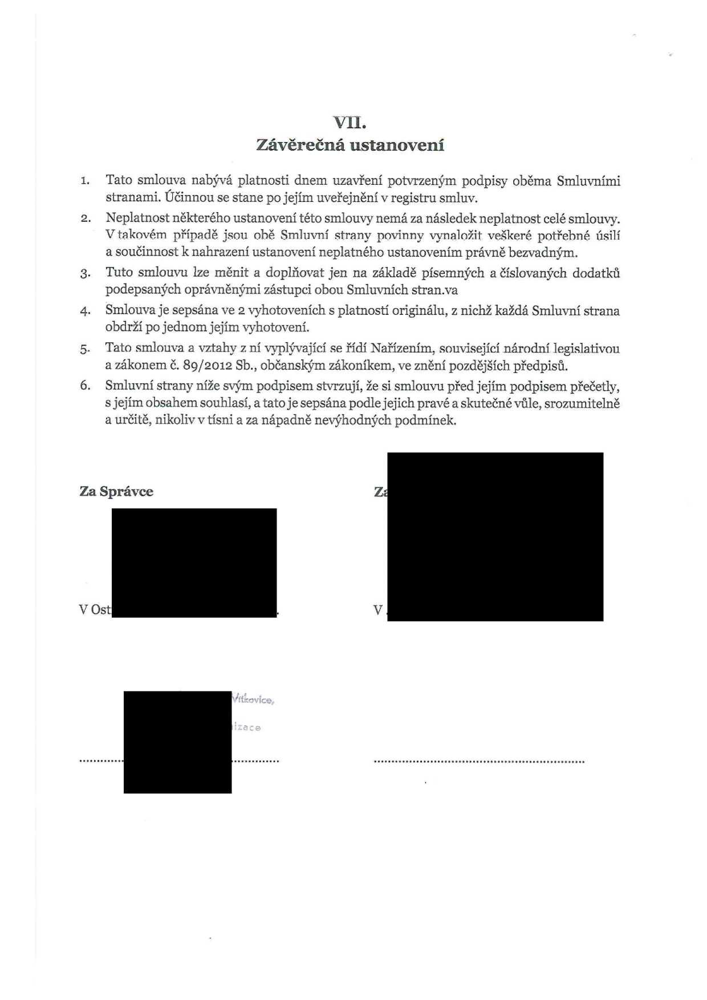 VII.
Závěrečná ustanovení
1. Tato smlouva nabývá platnosti dnem uzavření potvrzeným podpisy oběma Smluvními
stranami. Účinnou se stane po jejím uveřejnění v registru smluv.
2. Neplatnost některého ustanovení této smlouvy nemá za následek neplatnost celé smlouvy.
V takovém případě jsou obě Smluvní strany povinny vynaložit veškeré potřebné úsilí
a součinnost k nahrazení ustanovení neplatného ustanovením právně bezvadným.
3. Tuto smlouvu lze měnit a doplňovat jen na základě písemných a číslovaných dodatků
podepsaných oprávněnými zástupci obou Smluvních stran.va
4. Smlouva je sepsána ve 2 vyhotoveních s platností originálu, z nichž každá Smluvní strana
obdrží po jednom jejím vyhotovení.
5. Tato smlouva a vztahy z ní vyplývající se řídí Nařízením, související národní legislativou
a zákonem č. 89/2012 Sb., občanským zákoníkem, ve znění pozdějších předpisů.
6. Smluvní strany níže svým podpisem stvrzují, že si smlouvu před jejím podpisem přečetly,
s jejím obsahem souhlasí, a tato je sepsána podle jejich pravé a skutečné vůle, srozumitelně
a určitě, nikoliv v tísni a za nápadně nevýhodných podmínek.
Za Správce Za
V Ost . V .
Vítkovice,
izace